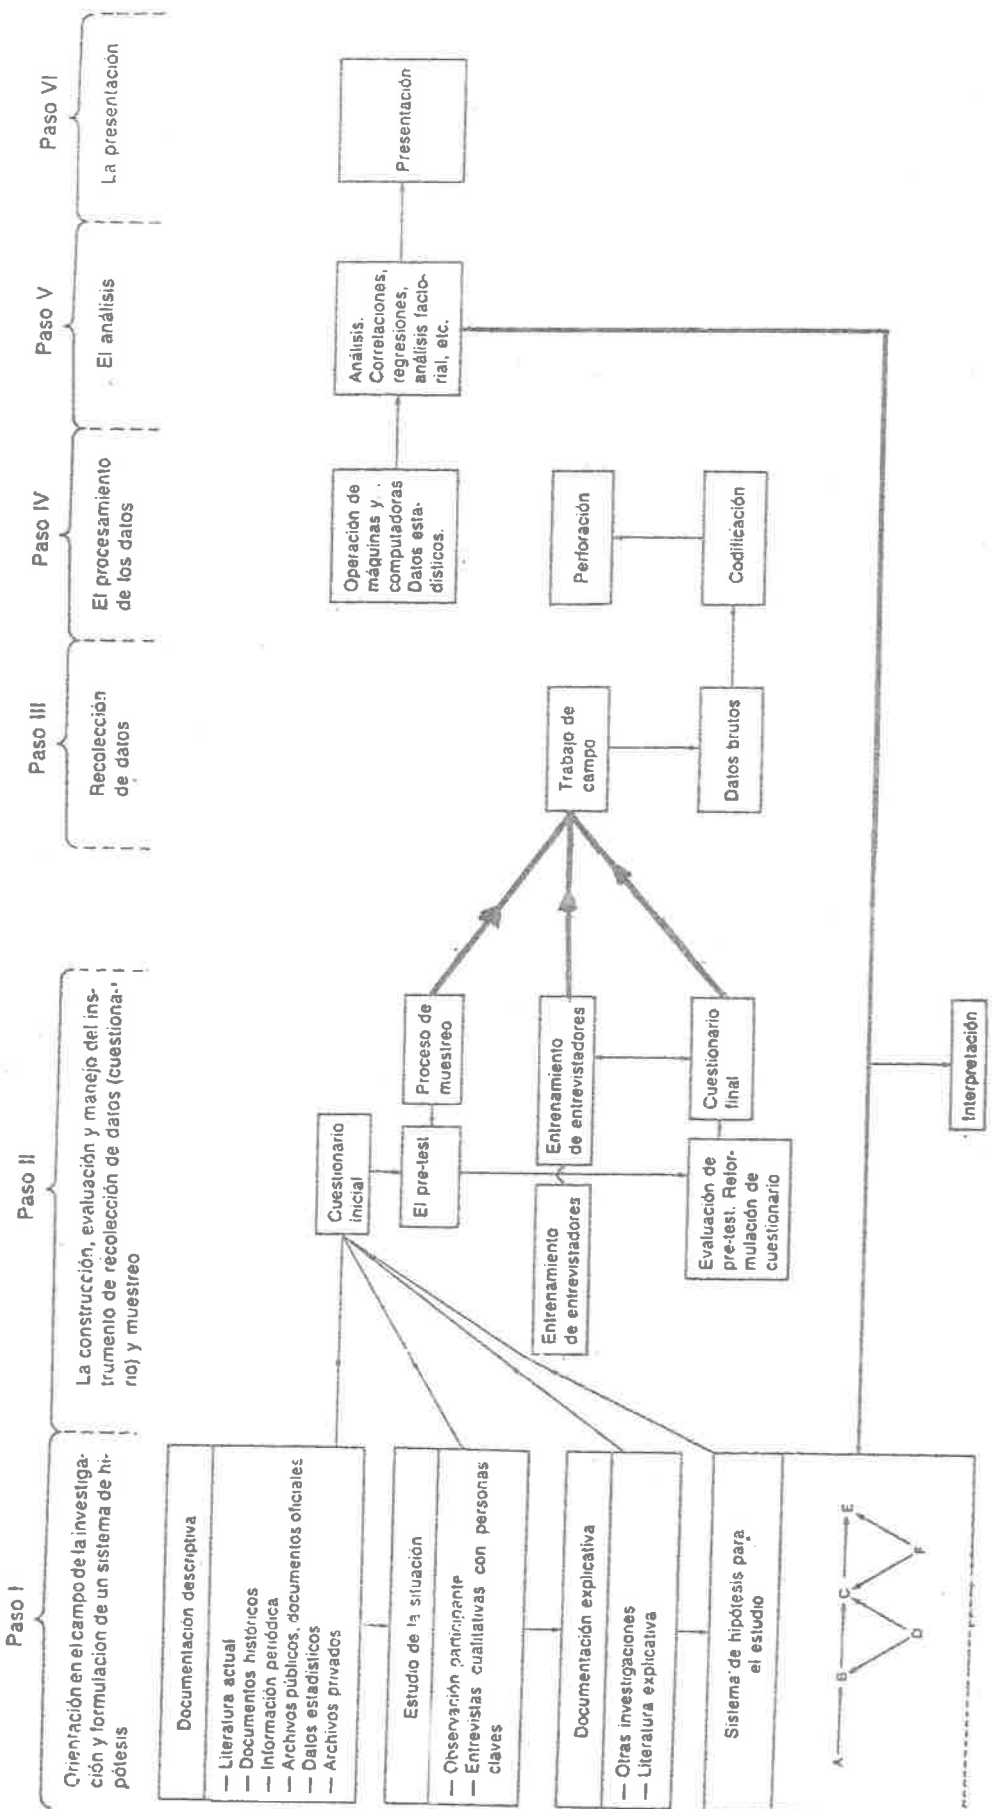 Paso I
Orientación en el campo de la investiga-
ción y formulación de un sistema de hi-
pótesis
Paso II
La construcción, evaluación y manejo del ins-
trumento de recolección de datos (cuestiona-
rio) y muestreo
Paso III
Recolección
de datos
Paso IV
El procesamiento
de los datos
Paso V
El análisis
Paso VI
La presentación
Documentación descriptiva
— Literatura actual
— Documentos históricos
— Información periódica
— Archivos públicos, documentos oficiales
— Datos estadísticos
— Archivos privados
Estudio de la situación
— Observación participante
— Entrevistas cualitativas con personas
claves
Documentación explicativa
— Otras investigaciones
— Literatura explicativa
Sistema de hipótesis para
el estudio
A
B
C
E
D
F
Cuestionario
inicial
El pre-test
Proceso de
muestreo
Entrenamiento
de entrevistadores
Entrenamiento
de entrevistadores
Evaluación de
pre-test. Refor-
mulación de
cuestionario
Cuestionario
final
Trabajo de
campo
Datos brutos
Codificación
Perforación
Operación de
máquinas y
computadoras
Datos esta-
dísticos.
Análisis.
Correlaciones,
regresiones,
análisis facto-
rial, etc.
Presentación
Interpretación